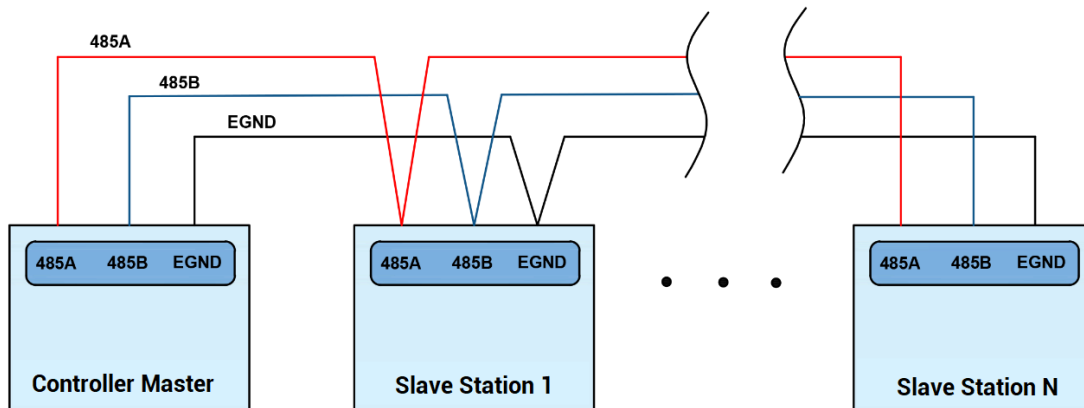 485A
485B
EGND
485A 485B EGND
485A 485B EGND
485A 485B EGND
Controller Master
Slave Station 1
Slave Station N